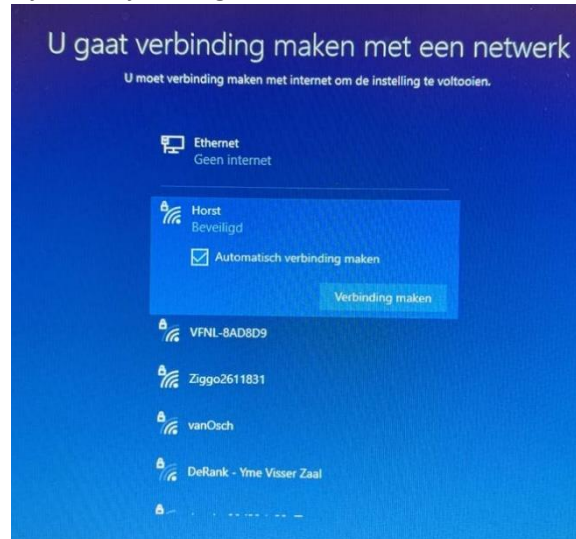 U gaat verbinding maken met een netwerk
U moet verbinding maken met internet om de instelling te voltooien.
Ethernet
Geen internet
Horst
Beveiligd
Automatisch verbinding maken
Verbinding maken
VFNL-8AD8D9
Ziggo2611831
vanOsch
DeRank - Yme Visser Zaal